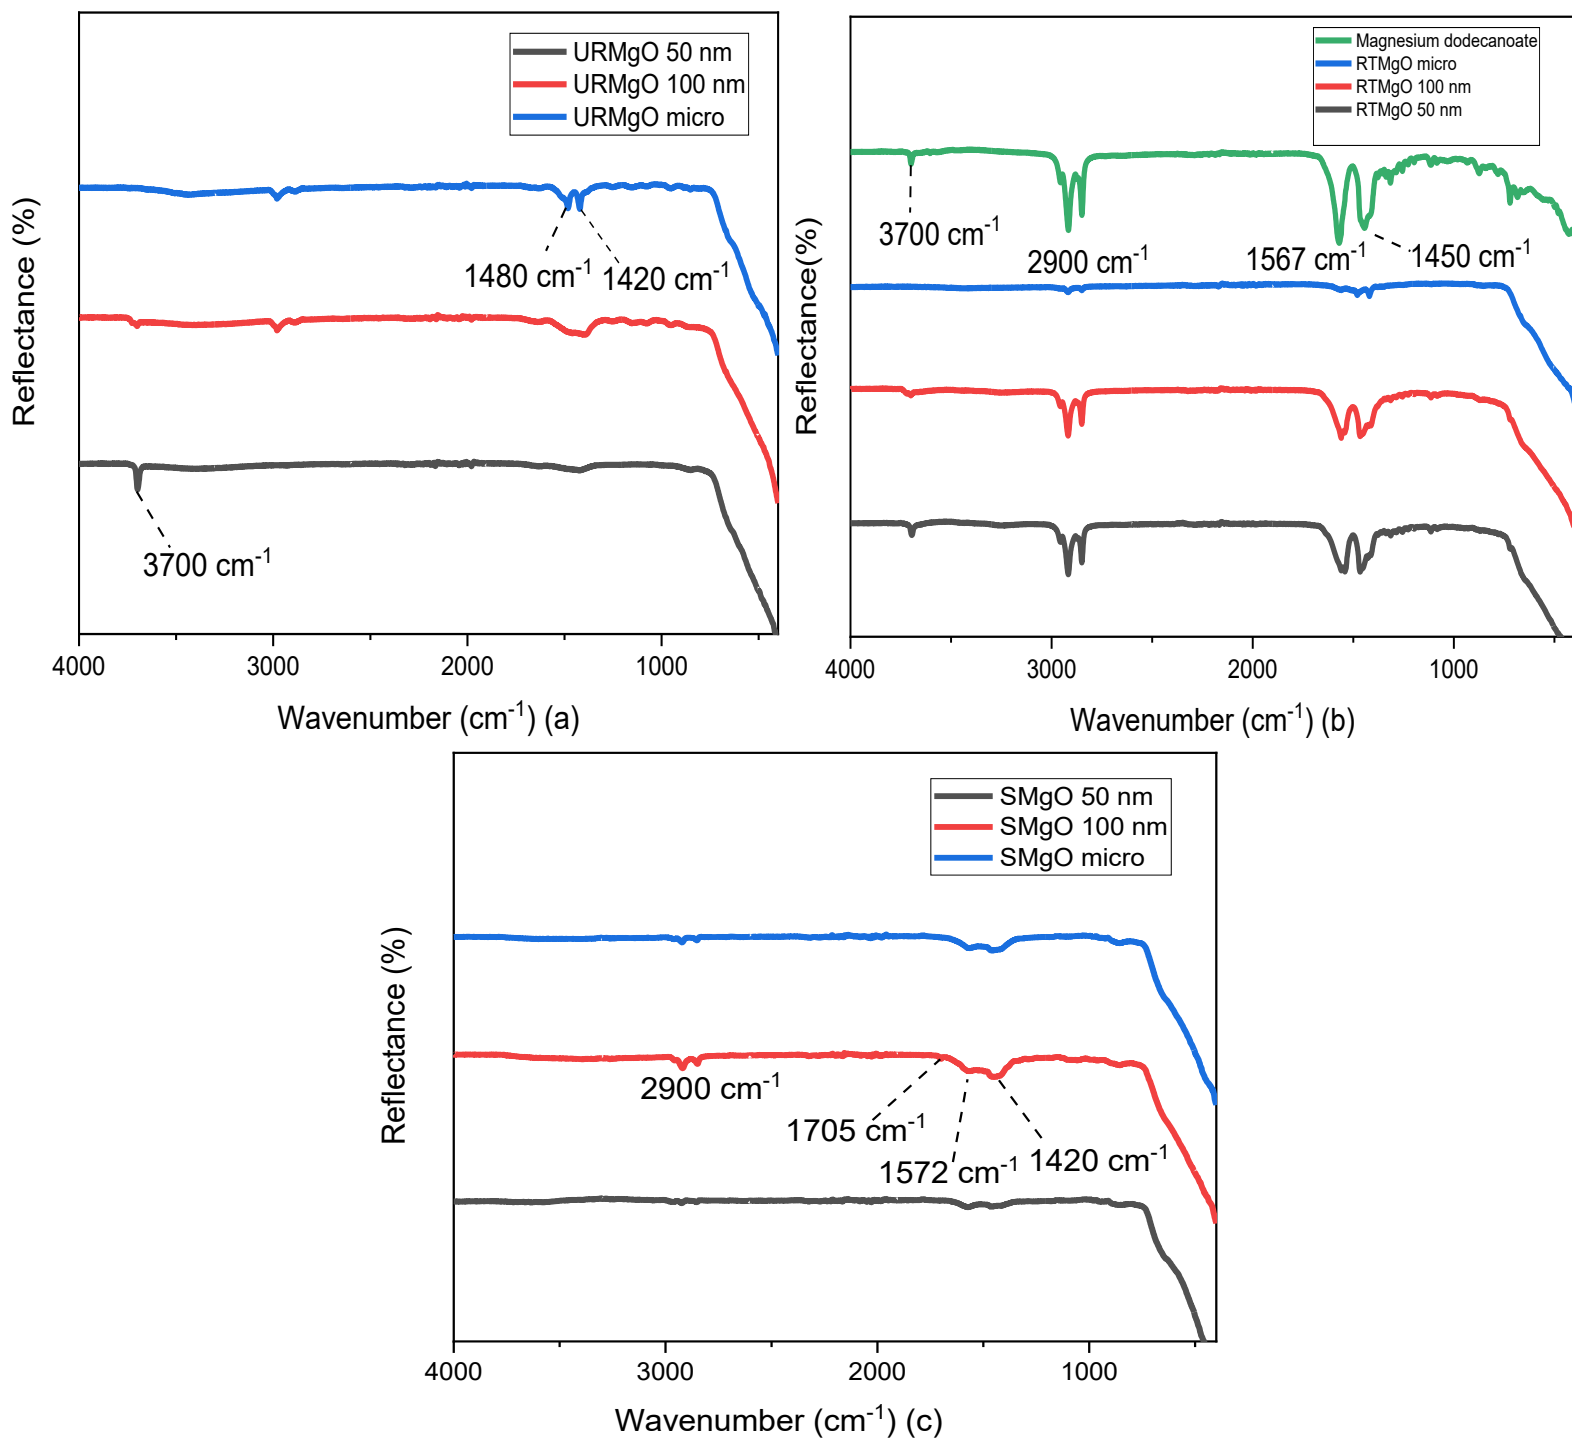 URMgO 50 nm
URMgO 100 nm
URMgO micro
1480 cm⁻¹
1420 cm⁻¹
3700 cm⁻¹
Reflectance (%)
4000 3000 2000 1000
Wavenumber (cm⁻¹) (a)
Magnesium dodecanoate
RTMgO micro
RTMgO 100 nm
RTMgO 50 nm
3700 cm⁻¹
2900 cm⁻¹
1567 cm⁻¹
1450 cm⁻¹
Reflectance(%)
4000 3000 2000 1000
Wavenumber (cm⁻¹) (b)
SMgO 50 nm
SMgO 100 nm
SMgO micro
2900 cm⁻¹
1705 cm⁻¹
1572 cm⁻¹
1420 cm⁻¹
Reflectance (%)
4000 3000 2000 1000
Wavenumber (cm⁻¹) (c)